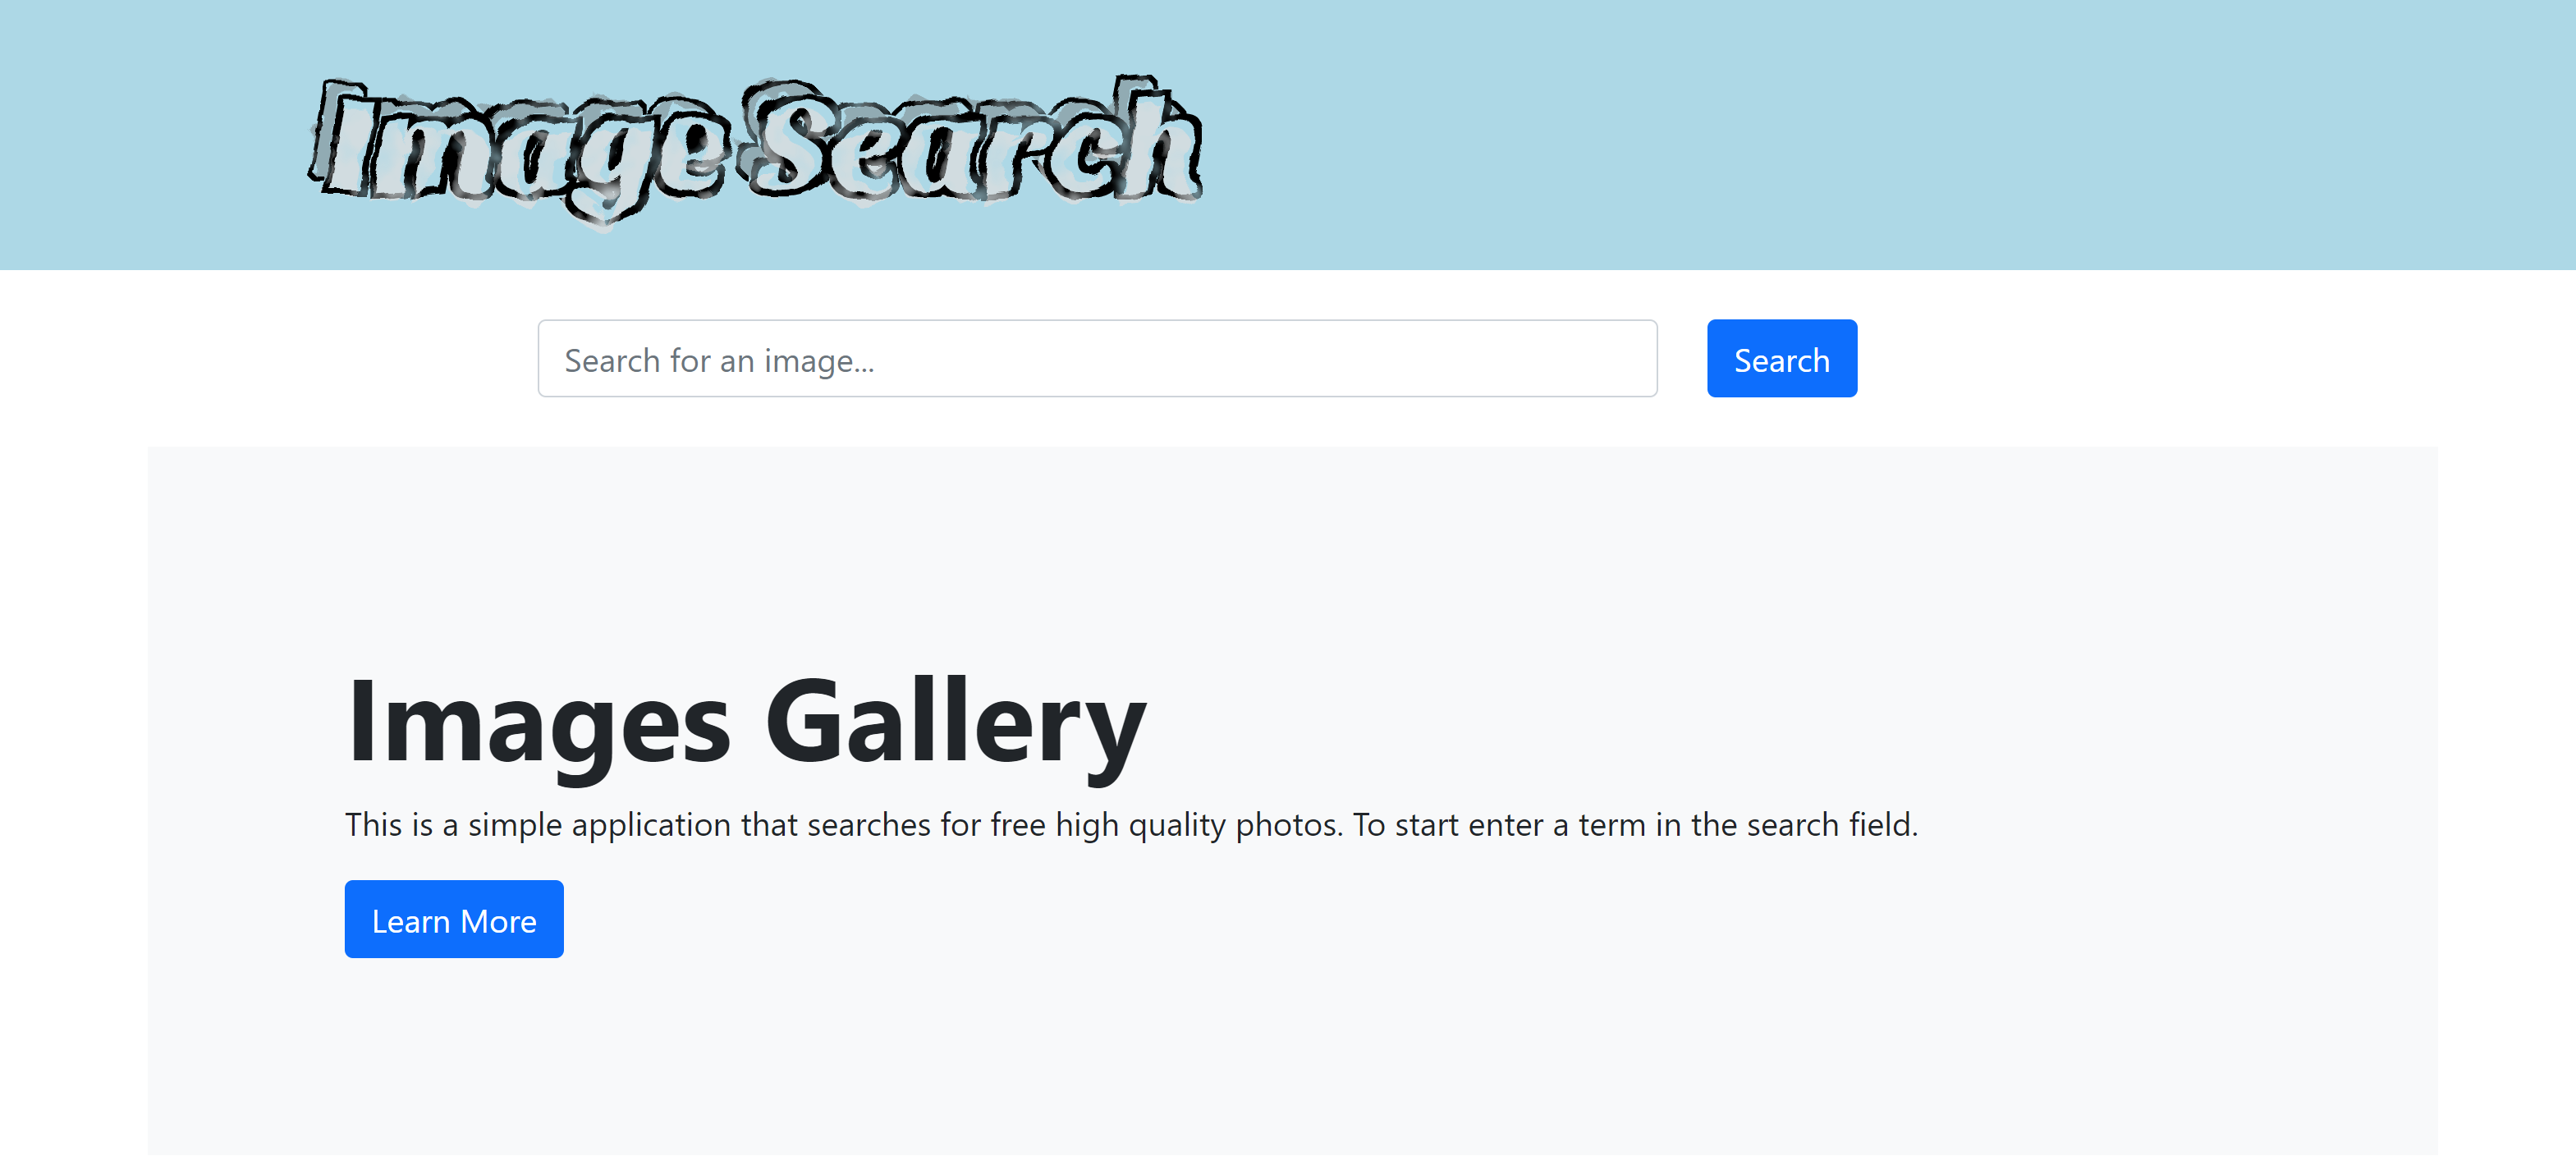 Image Search
Search for an image...
Search
Images Gallery
This is a simple application that searches for free high quality photos. To start enter a term in the search field.
Learn More